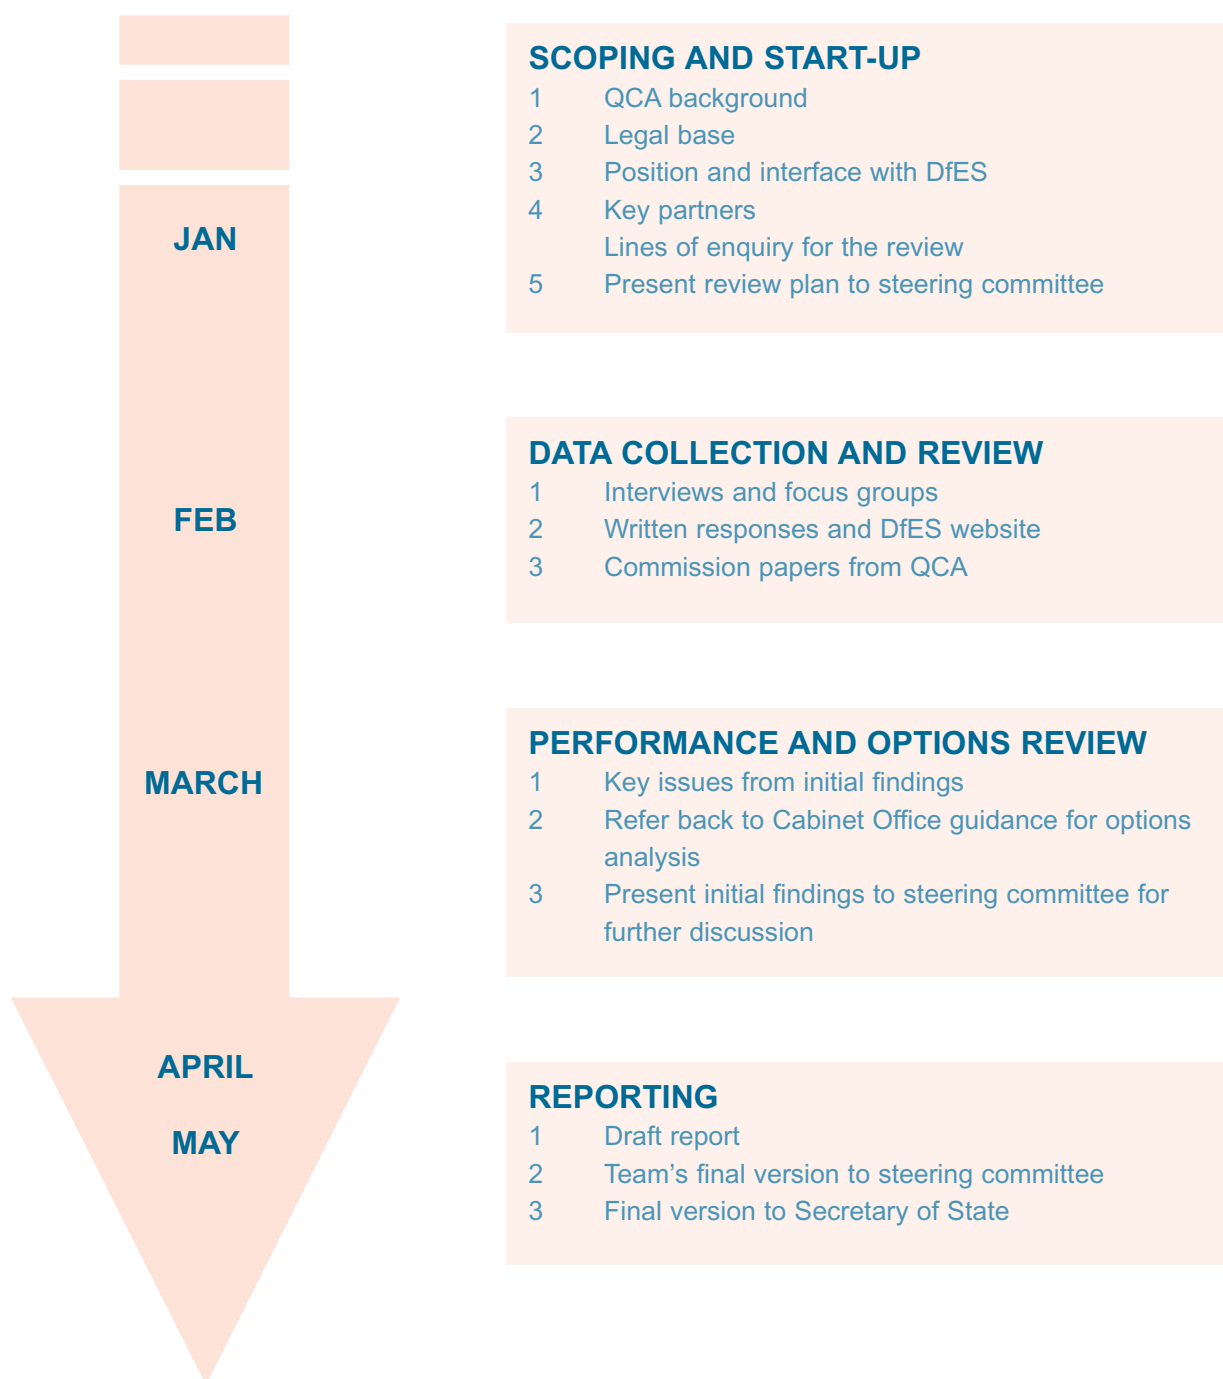 JAN
SCOPING AND START-UP
1 QCA background
2 Legal base
3 Position and interface with DfES
4 Key partners
Lines of enquiry for the review
5 Present review plan to steering committee
FEB
DATA COLLECTION AND REVIEW
1 Interviews and focus groups
2 Written responses and DfES website
3 Commission papers from QCA
MARCH
PERFORMANCE AND OPTIONS REVIEW
1 Key issues from initial findings
2 Refer back to Cabinet Office guidance for options
analysis
3 Present initial findings to steering committee for
further discussion
APRIL
MAY
REPORTING
1 Draft report
2 Team’s final version to steering committee
3 Final version to Secretary of State